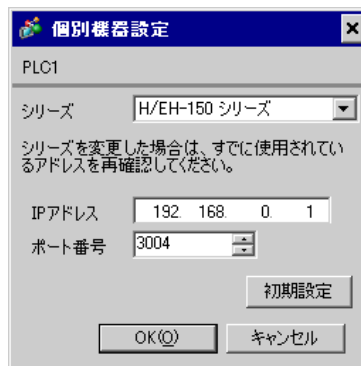 個別機器設定
PLC1
シリーズ H/EH-150 シリーズ
シリーズを変更した場合は、すでに使用されてい
るアドレスを再確認してください。
IPアドレス 192. 168. 0. 1
ポート番号 3004
初期設定
OK(O) キャンセル